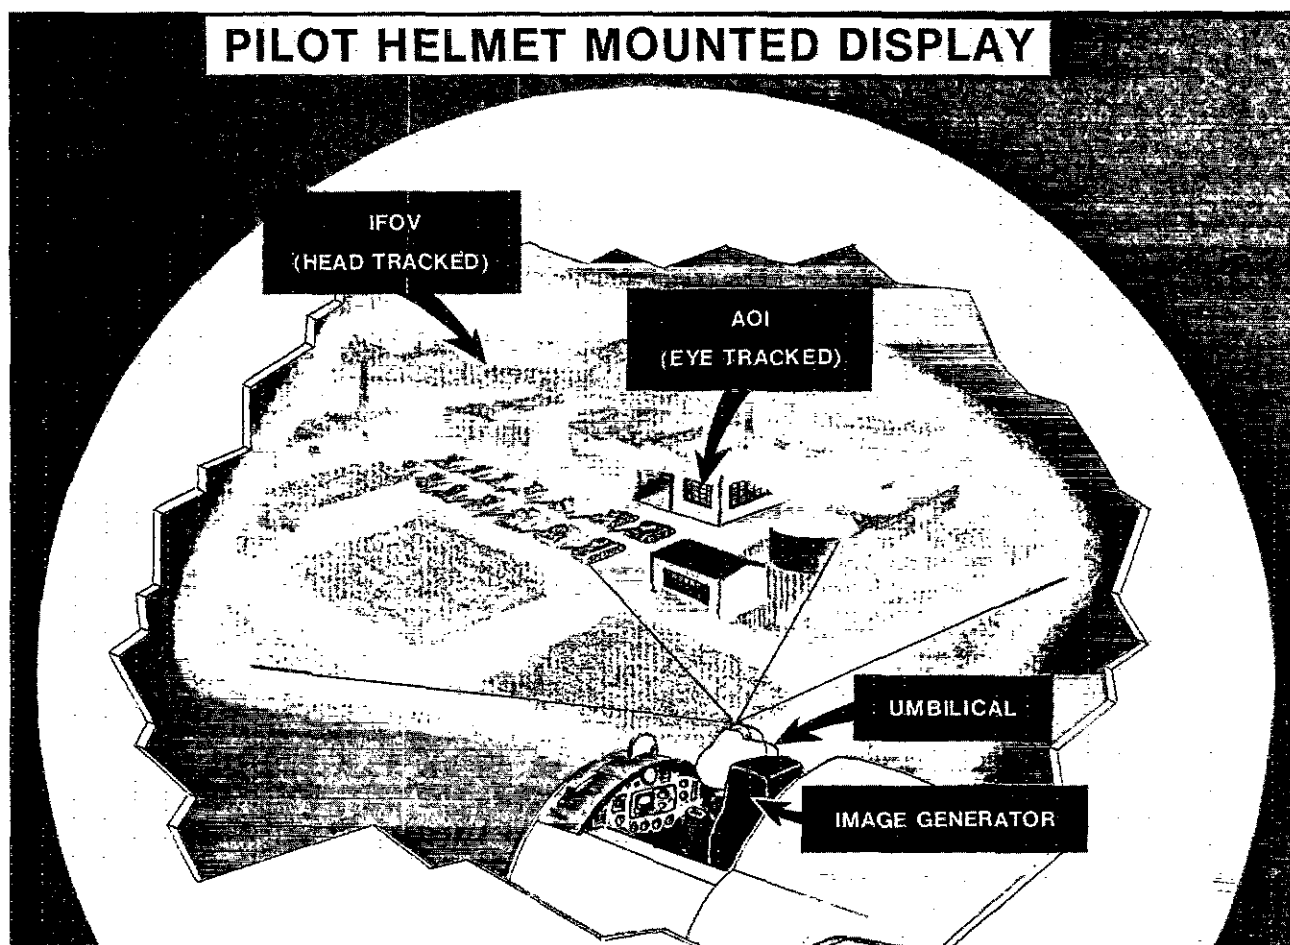 PILOT HELMET MOUNTED DISPLAY
IFOV
(HEAD TRACKED)
AOI
(EYE TRACKED)
UMBILICAL
IMAGE GENERATOR